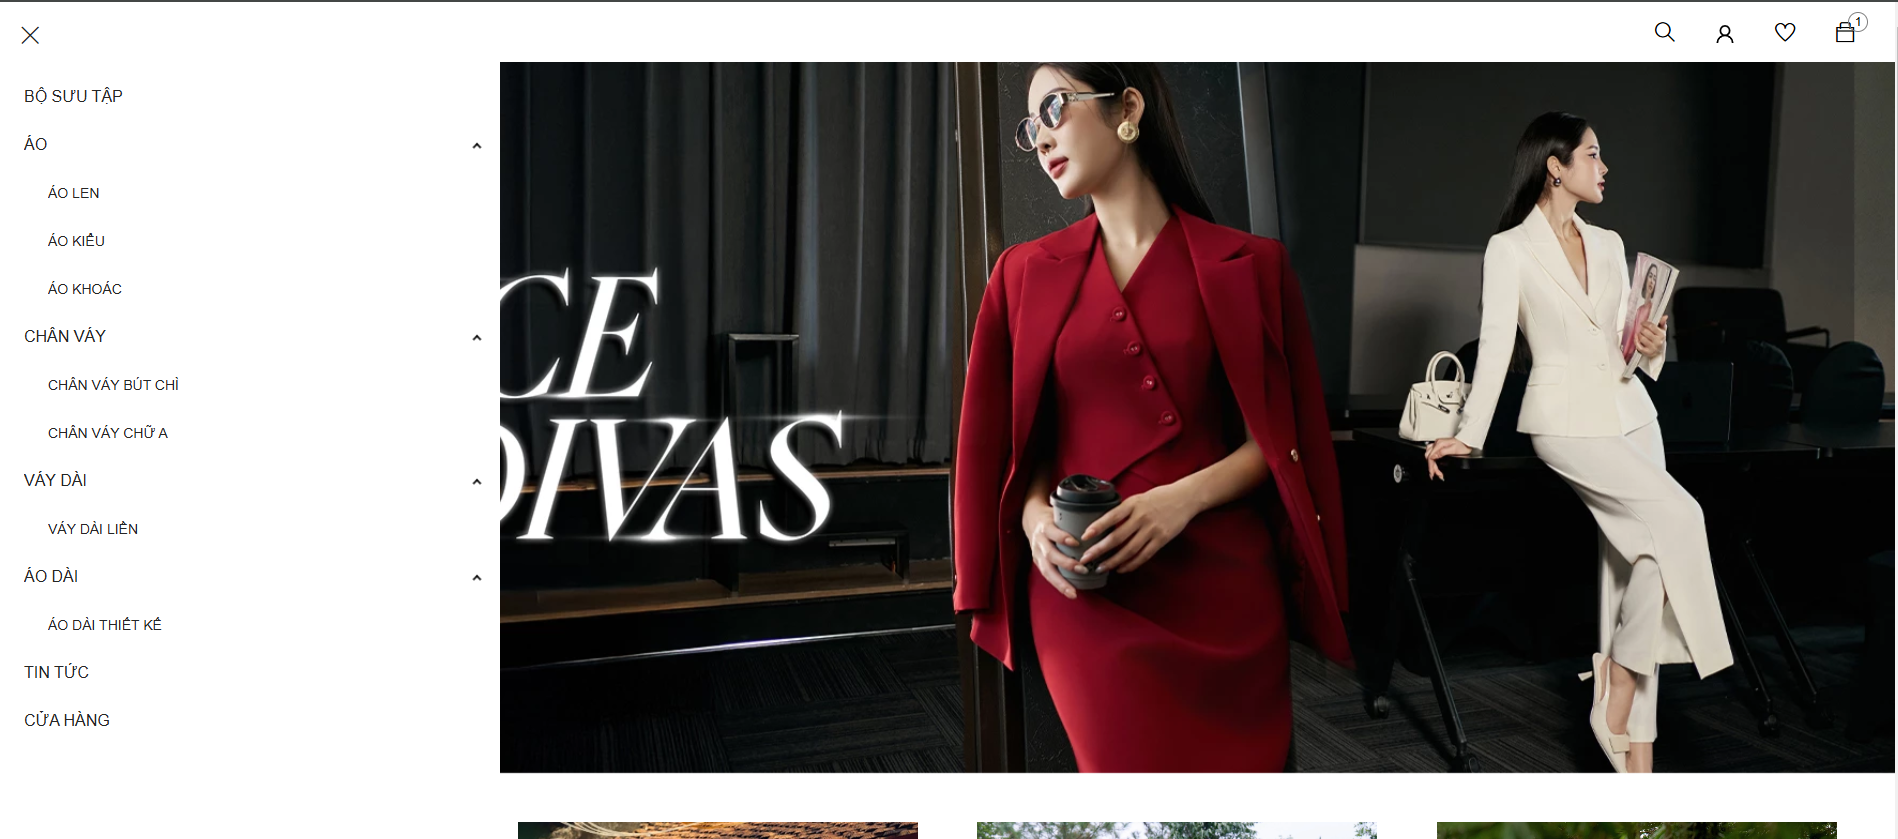 1
BỘ SƯU TẬP
ÁO
ÁO LEN
ÁO KIỂU
ÁO KHOÁC
CHÂN VÁY
CHÂN VÁY BÚT CHÌ
CHÂN VÁY CHỮ A
VÁY DÀI
VÁY DÀI LIỀN
ÁO DÀI
ÁO DÀI THIẾT KẾ
TIN TỨC
CỬA HÀNG
CE
DIVAS